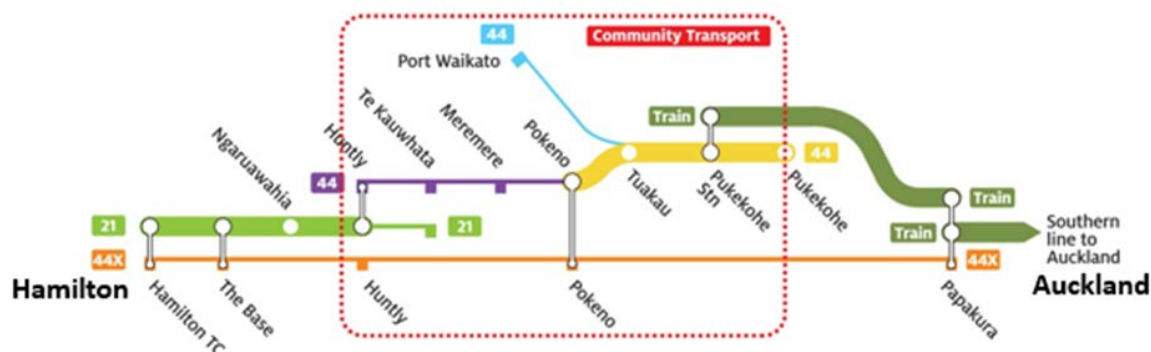 44
Community Transport
Port Waikato
Te Kauwhata
Meremere
Train
Huntly
Pokeno
Ngaruawahia
44
44
Tuakau
Pukekohe
Stn
Pukekohe
Train
21
21
Train
Southern
line to
Auckland
44X
44X
Hamilton
Auckland
Hamilton TC
The Base
Huntly
Pokeno
Papakura